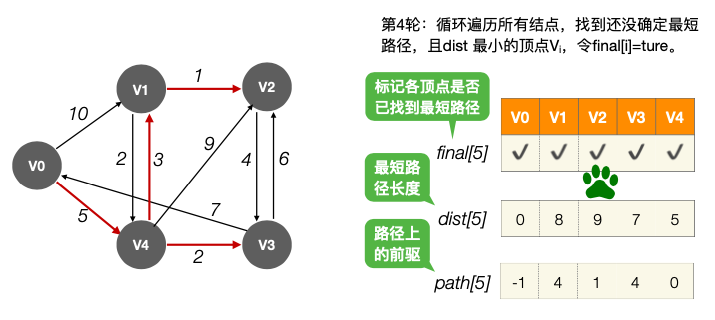 第4轮：循环遍历所有结点，找到还没确定最短
路径，且dist 最小的顶点Vi，令final[i]=ture。
10
V1
1
V2
V0
2
3
9
4
6
5
7
V4
2
V3
标记各顶点是否
已找到最短路径
V0 V1 V2 V3 V4
final[5] ✓ ✓ ✓ ✓ ✓
最短路
径长度
dist[5] 0 8 9 7 5
路径上
的前驱
path[5] -1 4 1 4 0